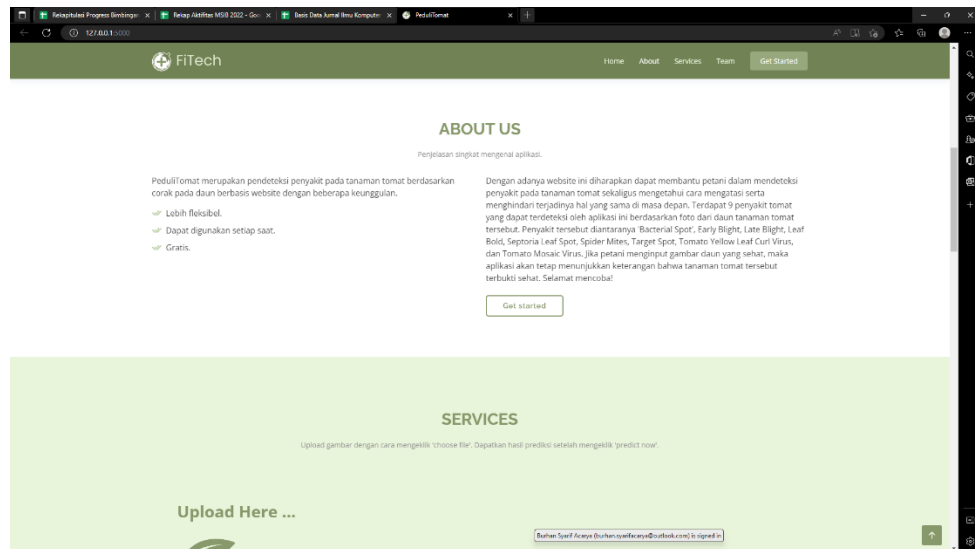 Rekapitulasi Progress Bimbingan
Rekap Aktifitas MSIB 2022 - Goo
Basis Data Jurnal Ilmu Komputer
PeduliTomat
127.0.0.1:5000
FiTech
Home About Services Team Get Started
ABOUT US
Penjelasan singkat mengenai aplikasi.
PeduliTomat merupakan pendeteksi penyakit pada tanaman tomat berdasarkan
corak pada daun berbasis website dengan beberapa keunggulan.
Lebih fleksibel.
Dapat digunakan setiap saat.
Gratis.
Dengan adanya website ini diharapkan dapat membantu petani dalam mendeteksi
penyakit pada tanaman tomat sekaligus mengetahui cara mengatasi serta
menghindari terjadinya hal yang sama di masa depan. Terdapat 9 penyakit tomat
yang dapat terdeteksi oleh aplikasi ini berdasarkan foto dari daun tanaman tomat
tersebut. Penyakit tersebut diantaranya 'Bacterial Spot', Early Blight, Late Blight, Leaf
Bold, Septoria Leaf Spot, Spider Mites, Target Spot, Tomato Yellow Leaf Curl Virus,
dan Tomato Mosaic Virus. Jika petani menginput gambar daun yang sehat, maka
aplikasi akan tetap menunjukkan keterangan bahwa tanaman tomat tersebut
terbukti sehat. Selamat mencoba!
Get started
SERVICES
Upload gambar dengan cara mengeklik 'choose file'. Dapatkan hasil prediksi setelah mengeklik 'predict now'.
Upload Here ...
Burhan Syarif Acarya (burhan.syarifacarya@outlook.com) is signed in